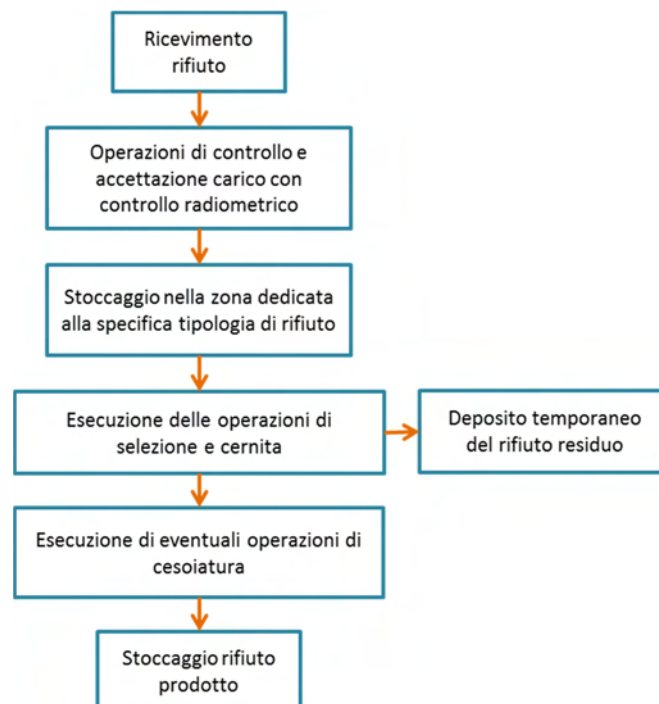 Ricevimento
rifiuto
Operazioni di controllo e
accettazione carico con
controllo radiometrico
Stoccaggio nella zona dedicata
alla specifica tipologia di rifiuto
Esecuzione delle operazioni di
selezione e cernita
Deposito temporaneo
del rifiuto residuo
Esecuzione di eventuali operazioni di
cesoiatura
Stoccaggio rifiuto
prodotto